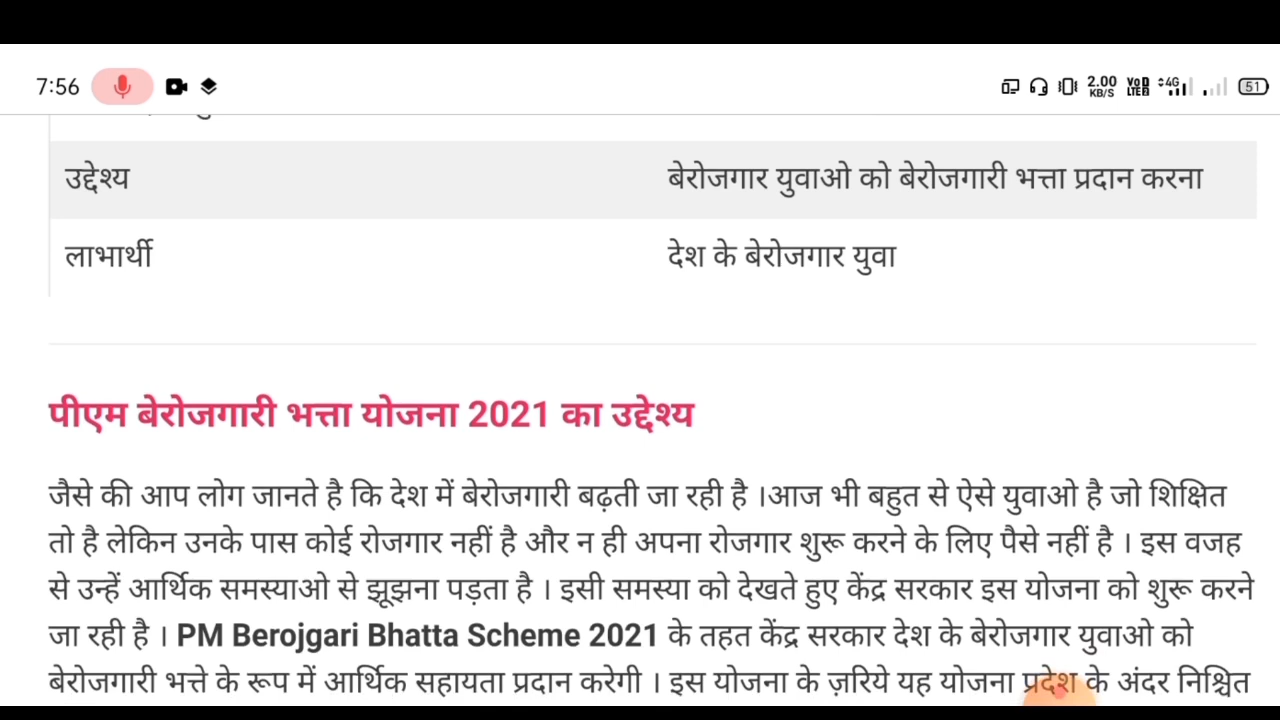 7:56
2.00
KB/S
VoD
LTE2
4G
51
उद्देश्य बेरोजगार युवाओ को बेरोजगारी भत्ता प्रदान करना
लाभार्थी देश के बेरोजगार युवा
पीएम बेरोजगारी भत्ता योजना 2021 का उद्देश्य
जैसे की आप लोग जानते है कि देश में बेरोजगारी बढ़ती जा रही है ।आज भी बहुत से ऐसे युवाओ है जो शिक्षित
तो है लेकिन उनके पास कोई रोजगार नहीं है और न ही अपना रोजगार शुरू करने के लिए पैसे नहीं है । इस वजह
से उन्हें आर्थिक समस्याओ से झूझना पड़ता है । इसी समस्या को देखते हुए केंद्र सरकार इस योजना को शुरू करने
जा रही है । PM Berojgari Bhatta Scheme 2021 के तहत केंद्र सरकार देश के बेरोजगार युवाओ को
बेरोजगारी भत्ते के रूप में आर्थिक सहायता प्रदान करेगी । इस योजना के ज़रिये यह योजना प्रदेश के अंदर निश्चित